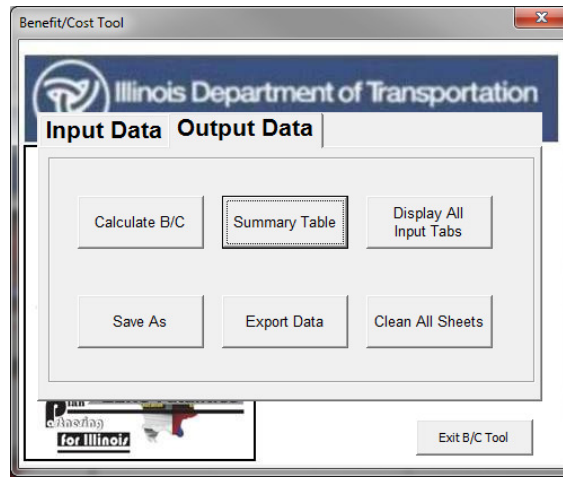 Benefit/Cost Tool
Illinois Department of Transportation
Input Data Output Data
Calculate B/C Summary Table Display All
Input Tabs
Save As Export Data Clean All Sheets
for Illinois
Exit B/C Tool